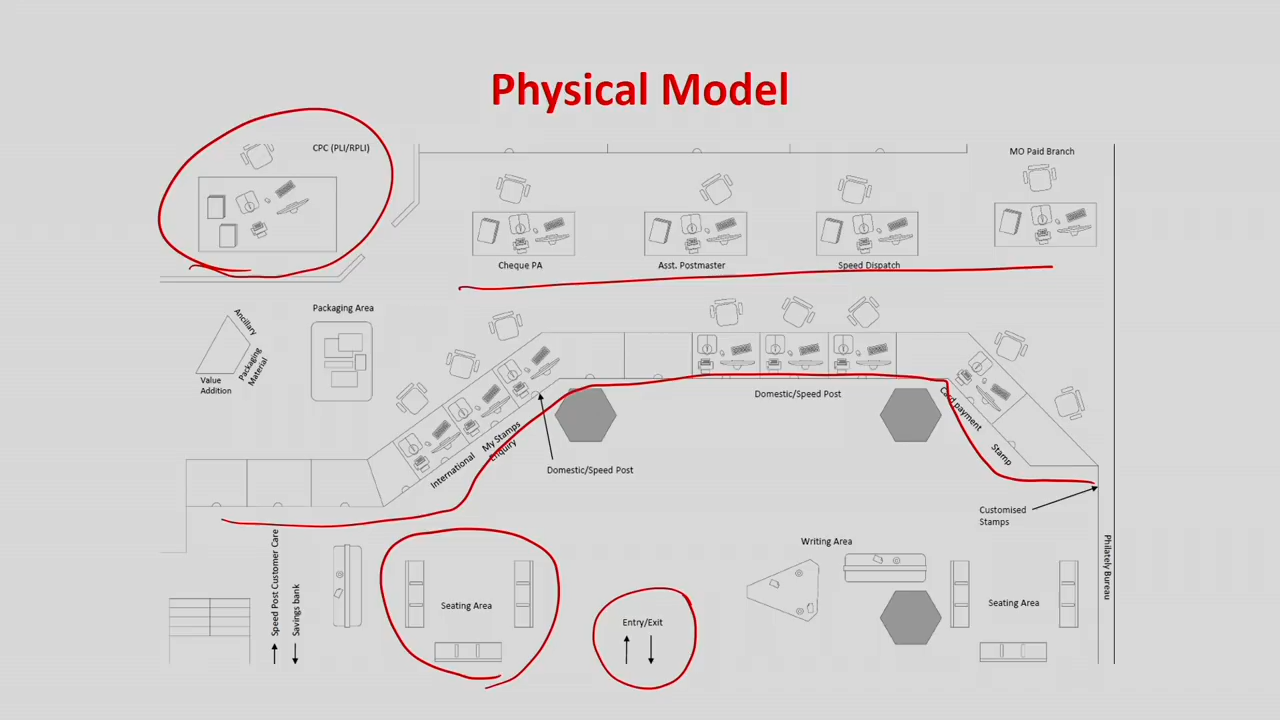 Physical Model
CPC (PLI/RPLI)
MO Paid Branch
Cheque PA
Asst. Postmaster
Speed Dispatch
Packaging Area
Ancillary
Packaging
Material
Value
Addition
Domestic/Speed Post
Card payment
Stamp
My Stamps
Enquiry
International
Domestic/Speed Post
Customised
Stamps
Writing Area
Speed Post Customer Care
Savings bank
Seating Area
Entry/Exit
Seating Area
Philately Bureau